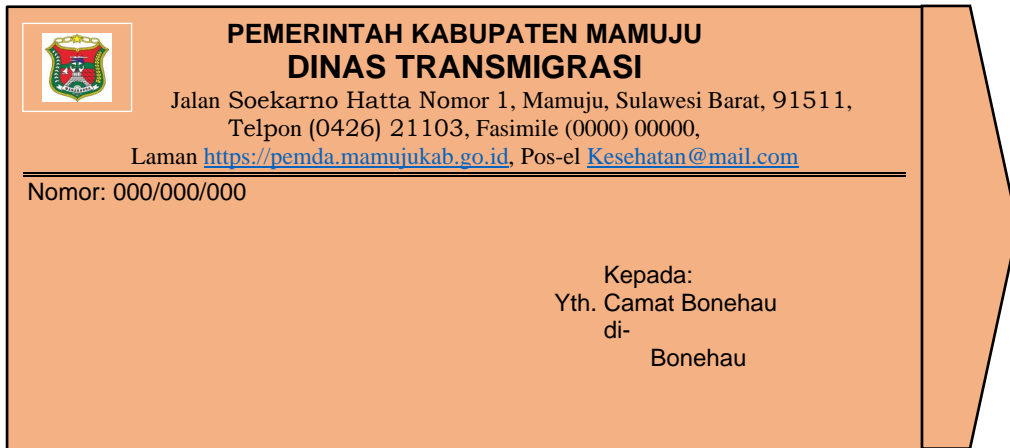 PEMERINTAH KABUPATEN MAMUJU
DINAS TRANSMIGRASI
Jalan Soekarno Hatta Nomor 1, Mamuju, Sulawesi Barat, 91511,
Telpon (0426) 21103, Fasimile (0000) 00000,
Laman https://pemda.mamujukab.go.id, Pos-el Kesehatan@mail.com
Nomor: 000/000/000
Kepada:
Yth. Camat Bonehau
di-
Bonehau